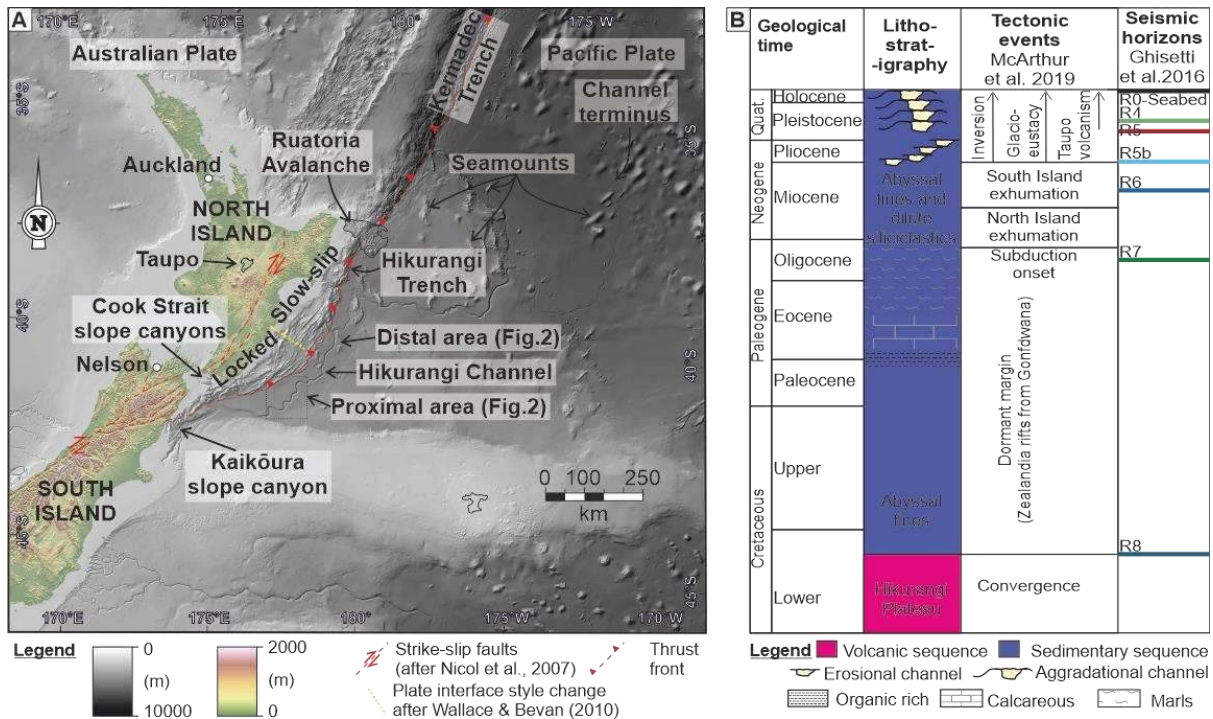 A
170°E
175°E
180°
175°W
Australian Plate
Pacific Plate
Kermadec
Trench
Channel
terminus
35°S
35°S
Ruatoria
Avalanche
Seamounts
Auckland
N
NORTH
ISLAND
Taupo
Hikurangi
Trench
Slow-slip
Locked
Cook Strait
slope canyons
40°S
40°S
Distal area (Fig.2)
Nelson
Hikurangi Channel
Proximal area (Fig.2)
Kaikōura
slope canyon
0 100 250
km
SOUTH
ISLAND
45°S
45°S
170°E
175°E
180°
175°W
170°W
Legend
0
(m)
10000
2000
(m)
0
Strike-slip faults
(after Nicol et al., 2007)
Thrust
front
Plate interface style change
after Wallace & Bevan (2010)
B
Geological
time
Litho-
strat-
-igraphy
Tectonic
events
McArthur
et al. 2019
Seismic
horizons
Ghisetti
et al.2016
Quat.
Holocene
Pleistocene
Neogene
Pliocene
Miocene
Paleogene
Oligocene
Eocene
Paleocene
Cretaceous
Upper
Lower
Abyssal
fines and
dilute
siliciclastics
Abyssal
fines
Hikurangi
Plateau
Inversion
Glacio-
eustacy
Taupo
volcanism
South Island
exhumation
North Island
exhumation
Subduction
onset
Dormant margin
(Zealandia rifts from Gonfdwana)
Convergence
R0-Seabed
R4
R5
R5b
R6
R7
R8
Legend
Volcanic sequence
Sedimentary sequence
Erosional channel
Aggradational channel
Organic rich
Calcareous
Marls